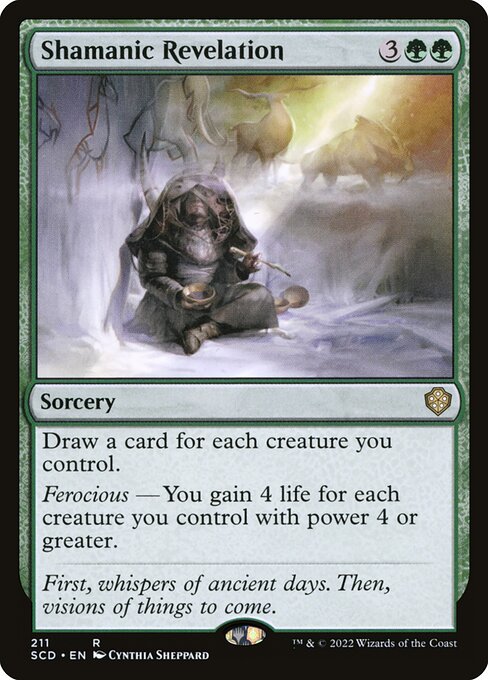 Shamanic Revelation 3
Sorcery
Draw a card for each creature you
control.
Ferocious — You gain 4 life for each
creature you control with power 4 or
greater.
First, whispers of ancient days. Then,
visions of things to come.
211 R
SCD • EN Cynthia Sheppard ™ & © 2022 Wizards of the Coast